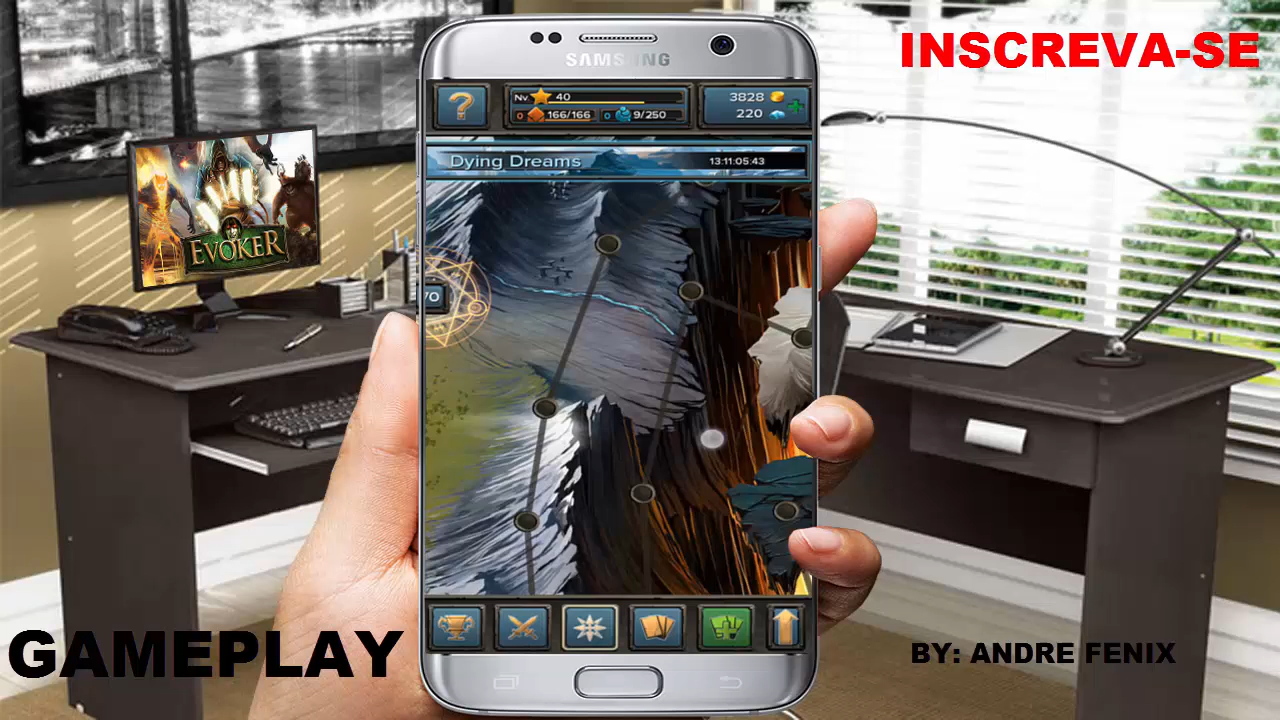 INSCREVA-SE
SAMSUNG
?
Nv. 40
0 166/166 0 9/250
3828
220
Dying Dreams
13:11:05:43
EVOKER
GAMEPLAY
BY: ANDRE FENIX